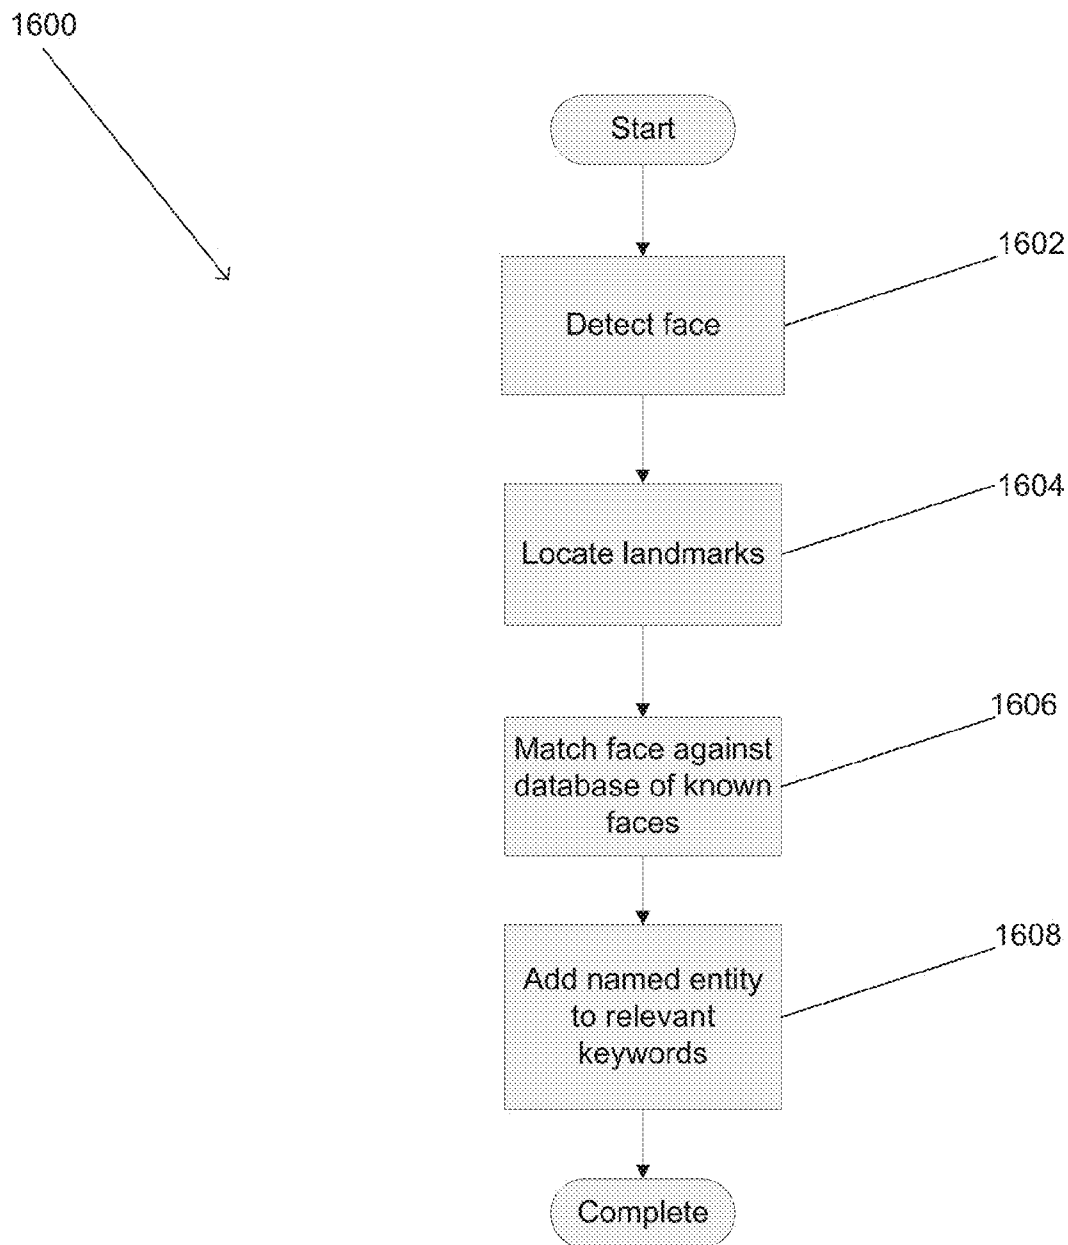 1600
Start
1602
Detect face
1604
Locate landmarks
1606
Match face against
database of known
faces
1608
Add named entity
to relevant
keywords
Complete